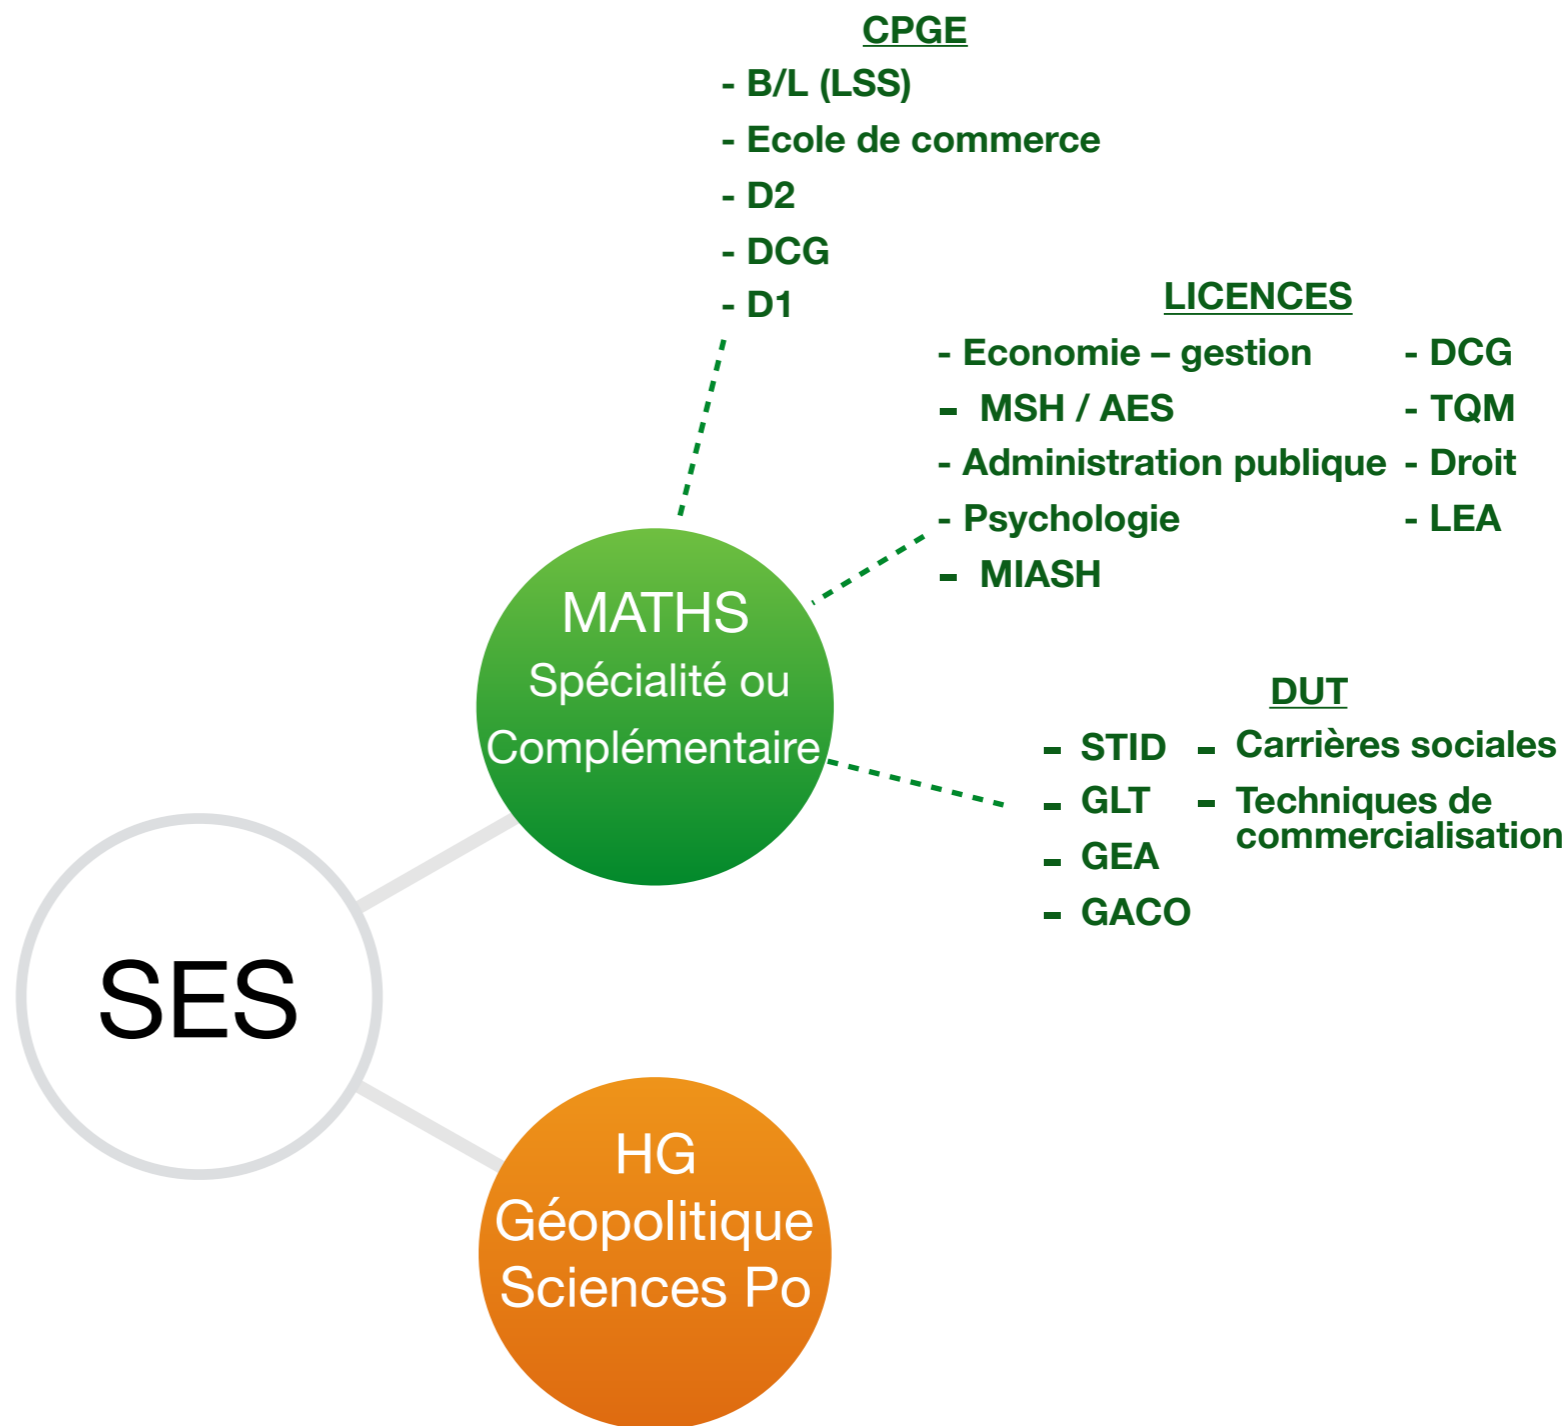 CPGE
- B/L (LSS)
- Ecole de commerce
- D2
- DCG
- D1
LICENCES
- Economie – gestion
- MSH / AES
- Administration publique
- Psychologie
- MIASH
- DCG
- TQM
- Droit
- LEA
MATHS
Spécialité ou
Complémentaire
DUT
- STID
- GLT
- GEA
- GACO
- Carrières sociales
- Techniques de
commercialisation
SES
HG
Géopolitique
Sciences Po